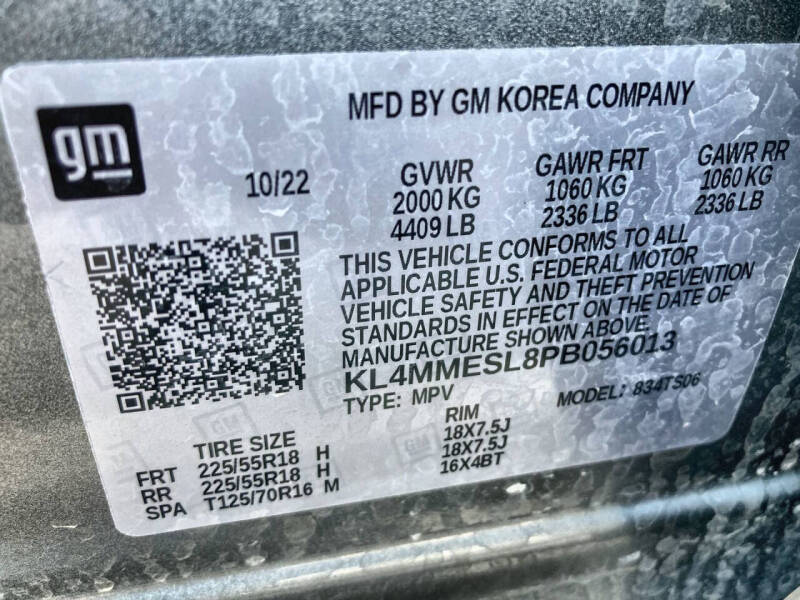 gm
MFD BY GM KOREA COMPANY
10/22
GVWR
2000 KG
4409 LB
GAWR FRT
1060 KG
2336 LB
GAWR RR
1060 KG
2336 LB
THIS VEHICLE CONFORMS TO ALL
APPLICABLE U.S. FEDERAL MOTOR
VEHICLE SAFETY AND THEFT PREVENTION
STANDARDS IN EFFECT ON THE DATE OF
MANUFACTURE SHOWN ABOVE.
KL4MMESL8PB056013
TYPE: MPV MODEL: 834TS06
TIRE SIZE RIM
FRT 225/55R18 H 18X7.5J
RR 225/55R18 H 18X7.5J
SPA T125/70R16 M 16X4BT